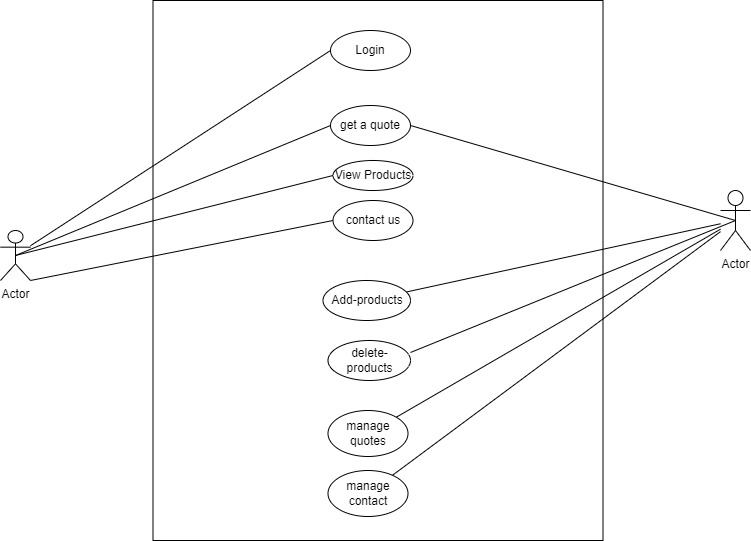 Login
get a quote
View Products
contact us
Actor
Actor
Add-products
delete-
products
manage
quotes
manage
contact